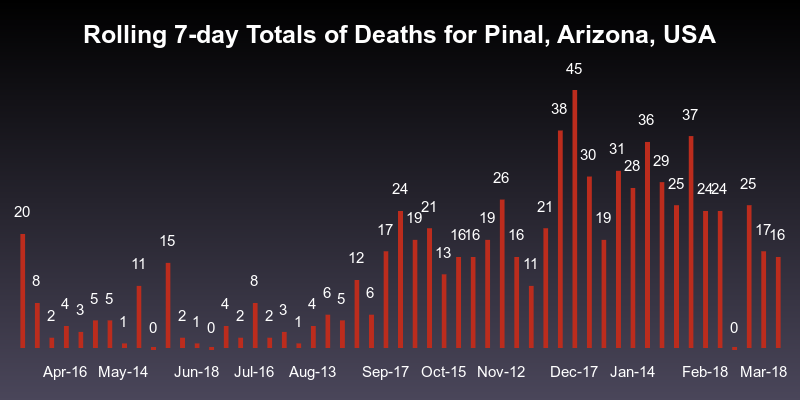 Rolling 7-day Totals of Deaths for Pinal, Arizona, USA
20 8 2 4 3 5 5 1 11 0 15 2 1 0 4 2 8 2 3 1 4 6 5 12 6 17 24 19 21 13 16 16 19 26 16 11 21 38 45 30 19 31 28 36 29 25 37 24 24 0 25 17 16
Apr-16 May-14 Jun-18 Jul-16 Aug-13 Sep-17 Oct-15 Nov-12 Dec-17 Jan-14 Feb-18 Mar-18